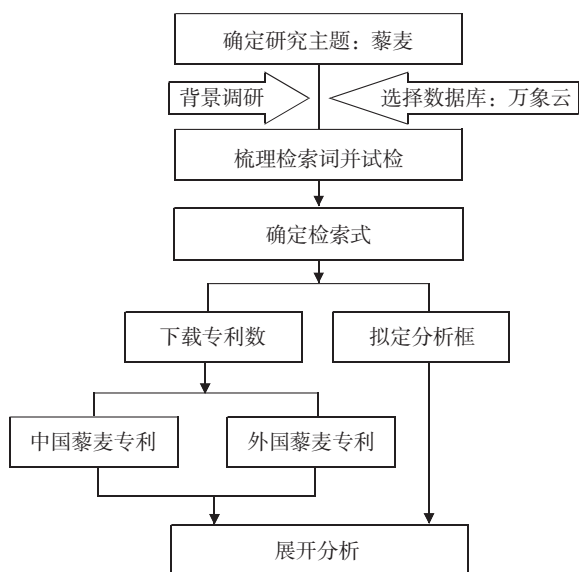 确定研究主题：藜麦
背景调研
选择数据库：万象云
梳理检索词并试检
确定检索式
下载专利数
拟定分析框
中国藜麦专利
外国藜麦专利
展开分析